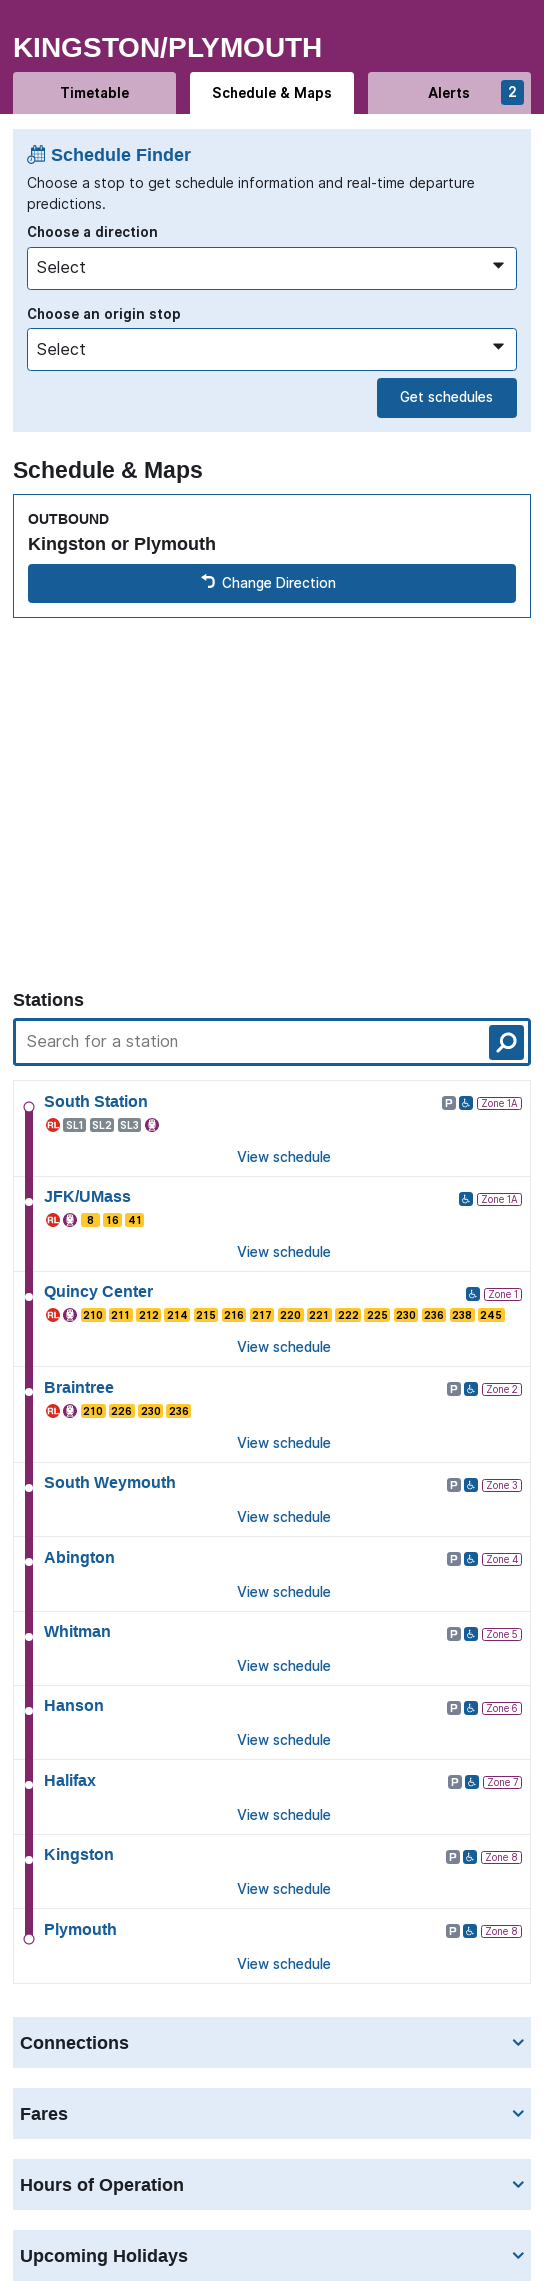 KINGSTON/PLYMOUTH
Timetable Schedule & Maps Alerts 2
Schedule Finder
Choose a stop to get schedule information and real-time departure
predictions.
Choose a direction
Select
Choose an origin stop
Select
Get schedules
Schedule & Maps
OUTBOUND
Kingston or Plymouth
Change Direction
Stations
Search for a station
South Station P Zone 1A
RL SL1 SL2 SL3
View schedule
JFK/UMass Zone 1A
RL 8 16 41
View schedule
Quincy Center Zone 1
RL 210 211 212 214 215 216 217 220 221 222 225 230 236 238 245
View schedule
Braintree P Zone 2
RL 210 226 230 236
View schedule
South Weymouth P Zone 3
View schedule
Abington P Zone 4
View schedule
Whitman P Zone 5
View schedule
Hanson P Zone 6
View schedule
Halifax P Zone 7
View schedule
Kingston P Zone 8
View schedule
Plymouth P Zone 8
View schedule
Connections
Fares
Hours of Operation
Upcoming Holidays